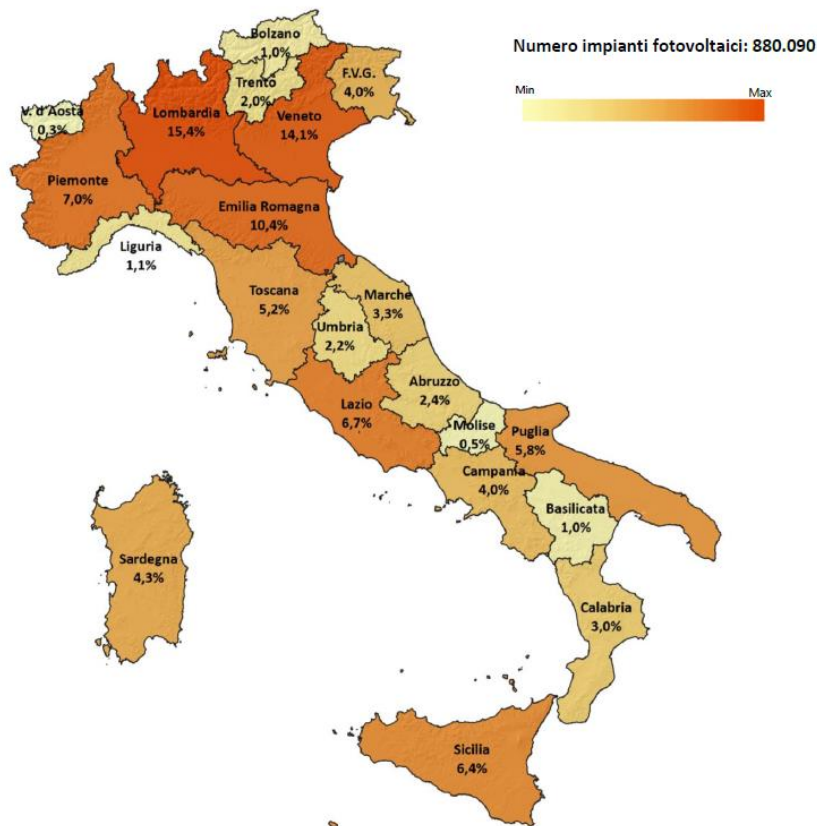 Numero impianti fotovoltaici: 880.090
Min
Max
Bolzano
1,0%
Trento
2,0%
F.V.G.
4,0%
V. d'Aosta
0,3%
Lombardia
15,4%
Veneto
14,1%
Piemonte
7,0%
Emilia Romagna
10,4%
Liguria
1,1%
Toscana
5,2%
Marche
3,3%
Umbria
2,2%
Abruzzo
2,4%
Lazio
6,7%
Molise
0,5%
Puglia
5,8%
Campania
4,0%
Basilicata
1,0%
Sardegna
4,3%
Calabria
3,0%
Sicilia
6,4%